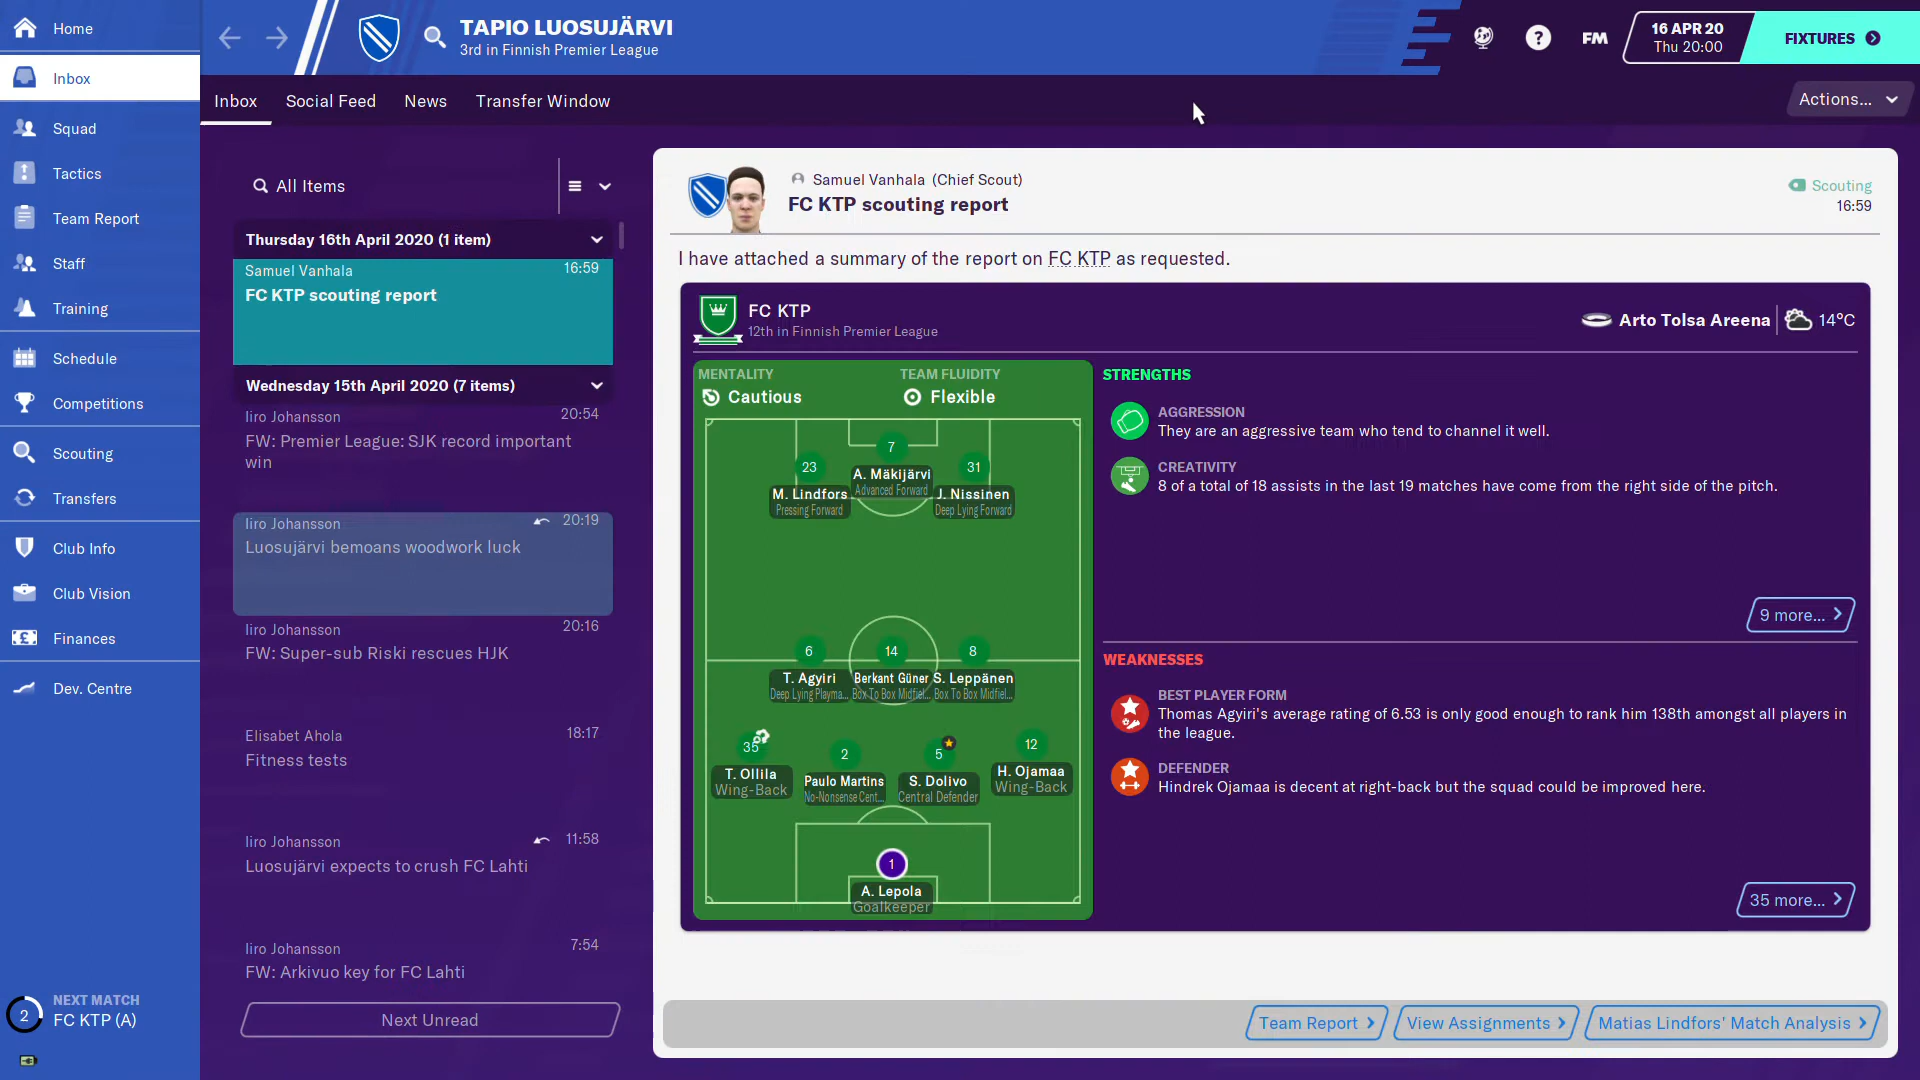 Home
Inbox
Squad
Tactics
Team Report
Staff
Training
Schedule
Competitions
Scouting
Transfers
Club Info
Club Vision
Finances
Dev. Centre
NEXT MATCH
2
FC KTP (A)
TAPIO LUOSUJÄRVI
3rd in Finnish Premier League
?
FM
16 APR 20
Thu 20:00
FIXTURES
Inbox
Social Feed
News
Transfer Window
Actions...
All Items
Thursday 16th April 2020 (1 item)
Samuel Vanhala
16:59
FC KTP scouting report
Wednesday 15th April 2020 (7 items)
Iiro Johansson
20:54
FW: Premier League: SJK record important
win
Iiro Johansson
20:19
Luosujärvi bemoans woodwork luck
Iiro Johansson
20:16
FW: Super-sub Riski rescues HJK
Elisabet Ahola
18:17
Fitness tests
Iiro Johansson
11:58
Luosujärvi expects to crush FC Lahti
Iiro Johansson
7:54
FW: Arkivuo key for FC Lahti
Next Unread
Samuel Vanhala (Chief Scout)
FC KTP scouting report
Scouting
16:59
I have attached a summary of the report on FC KTP as requested.
FC KTP
12th in Finnish Premier League
Arto Tolsa Areena
14°C
MENTALITY
Cautious
TEAM FLUIDITY
Flexible
7
A. Mäkijärvi
Advanced Forward
23
M. Lindfors
Pressing Forward
31
J. Nissinen
Deep Lying Forward
6
T. Agyiri
Deep Lying Playma...
14
Berkant Güner
Box To Box Midfiel...
8
S. Leppänen
Box To Box Midfiel...
35
T. Ollila
Wing-Back
2
Paulo Martins
No-Nonsense Cent...
5
S. Dolivo
Central Defender
12
H. Ojamaa
Wing-Back
1
A. Lepola
Goalkeeper
STRENGTHS
AGGRESSION
They are an aggressive team who tend to channel it well.
CREATIVITY
8 of a total of 18 assists in the last 19 matches have come from the right side of the pitch.
9 more...
WEAKNESSES
BEST PLAYER FORM
Thomas Agyiri's average rating of 6.53 is only good enough to rank him 138th amongst all players in
the league.
DEFENDER
Hindrek Ojamaa is decent at right-back but the squad could be improved here.
35 more...
Team Report
View Assignments
Matias Lindfors' Match Analysis